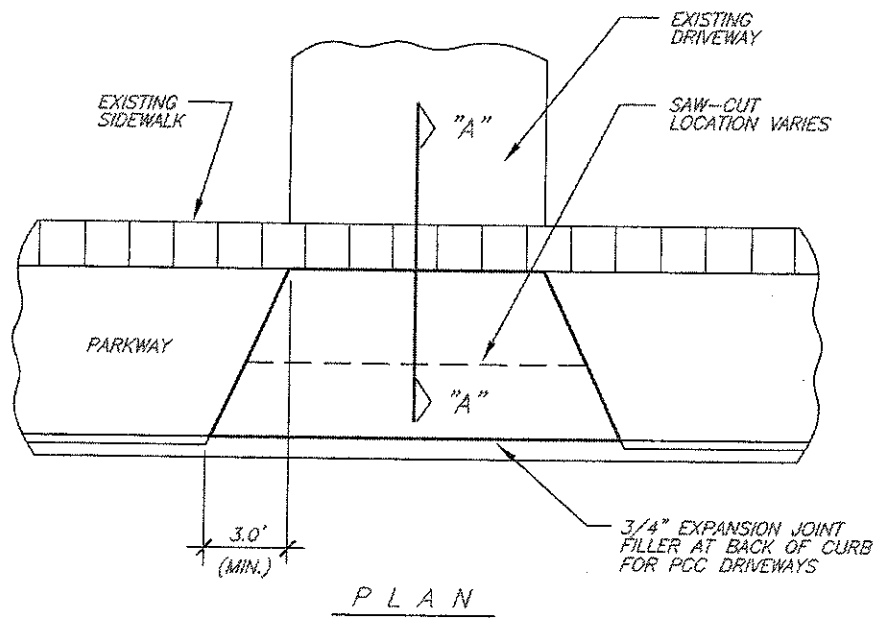 EXISTING
DRIVEWAY
EXISTING
SIDEWALK
"A"
SAW-CUT
LOCATION VARIES
PARKWAY
"A"
3.0'
(MIN.)
3/4" EXPANSION JOINT
FILLER AT BACK OF CURB
FOR PCC DRIVEWAYS
PLAN